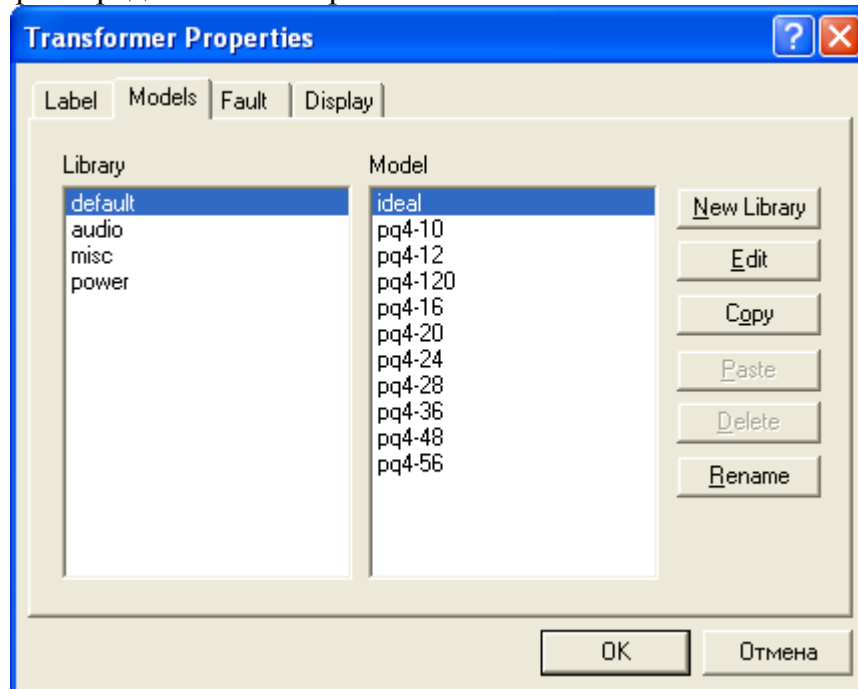 Transformer Properties
Label Models Fault Display
Library
default
audio
misc
power
Model
ideal
pq4-10
pq4-12
pq4-120
pq4-16
pq4-20
pq4-24
pq4-28
pq4-36
pq4-48
pq4-56
New Library
Edit
Copy
Paste
Delete
Rename
OK
Отмена